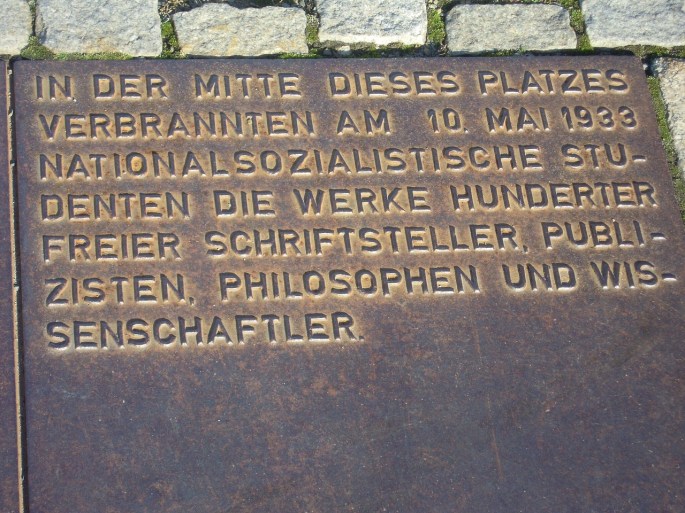 IN DER MITTE DIESES PLATZES
VERBRANNTEN AM 10. MAI 1933
NATIONALSOZIALISTISCHE STU-
DENTEN DIE WERKE HUNDERTER
FREIER SCHRIFTSTELLER, PUBLI-
ZISTEN, PHILOSOPHEN UND WIS-
SENSCHAFTLER.